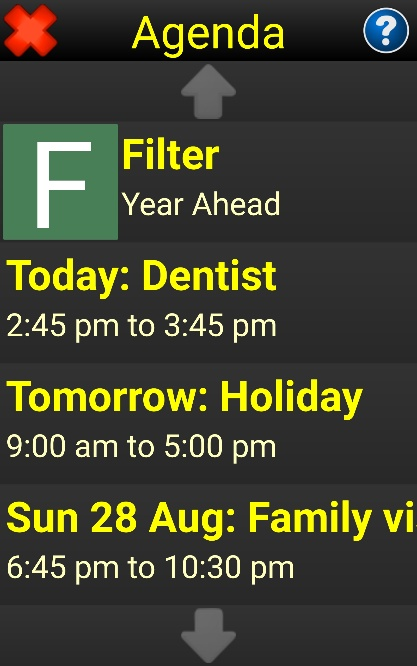 Agenda
?
F
Filter
Year Ahead
Today: Dentist
2:45 pm to 3:45 pm
Tomorrow: Holiday
9:00 am to 5:00 pm
Sun 28 Aug: Family
6:45 pm to 10:30 pm